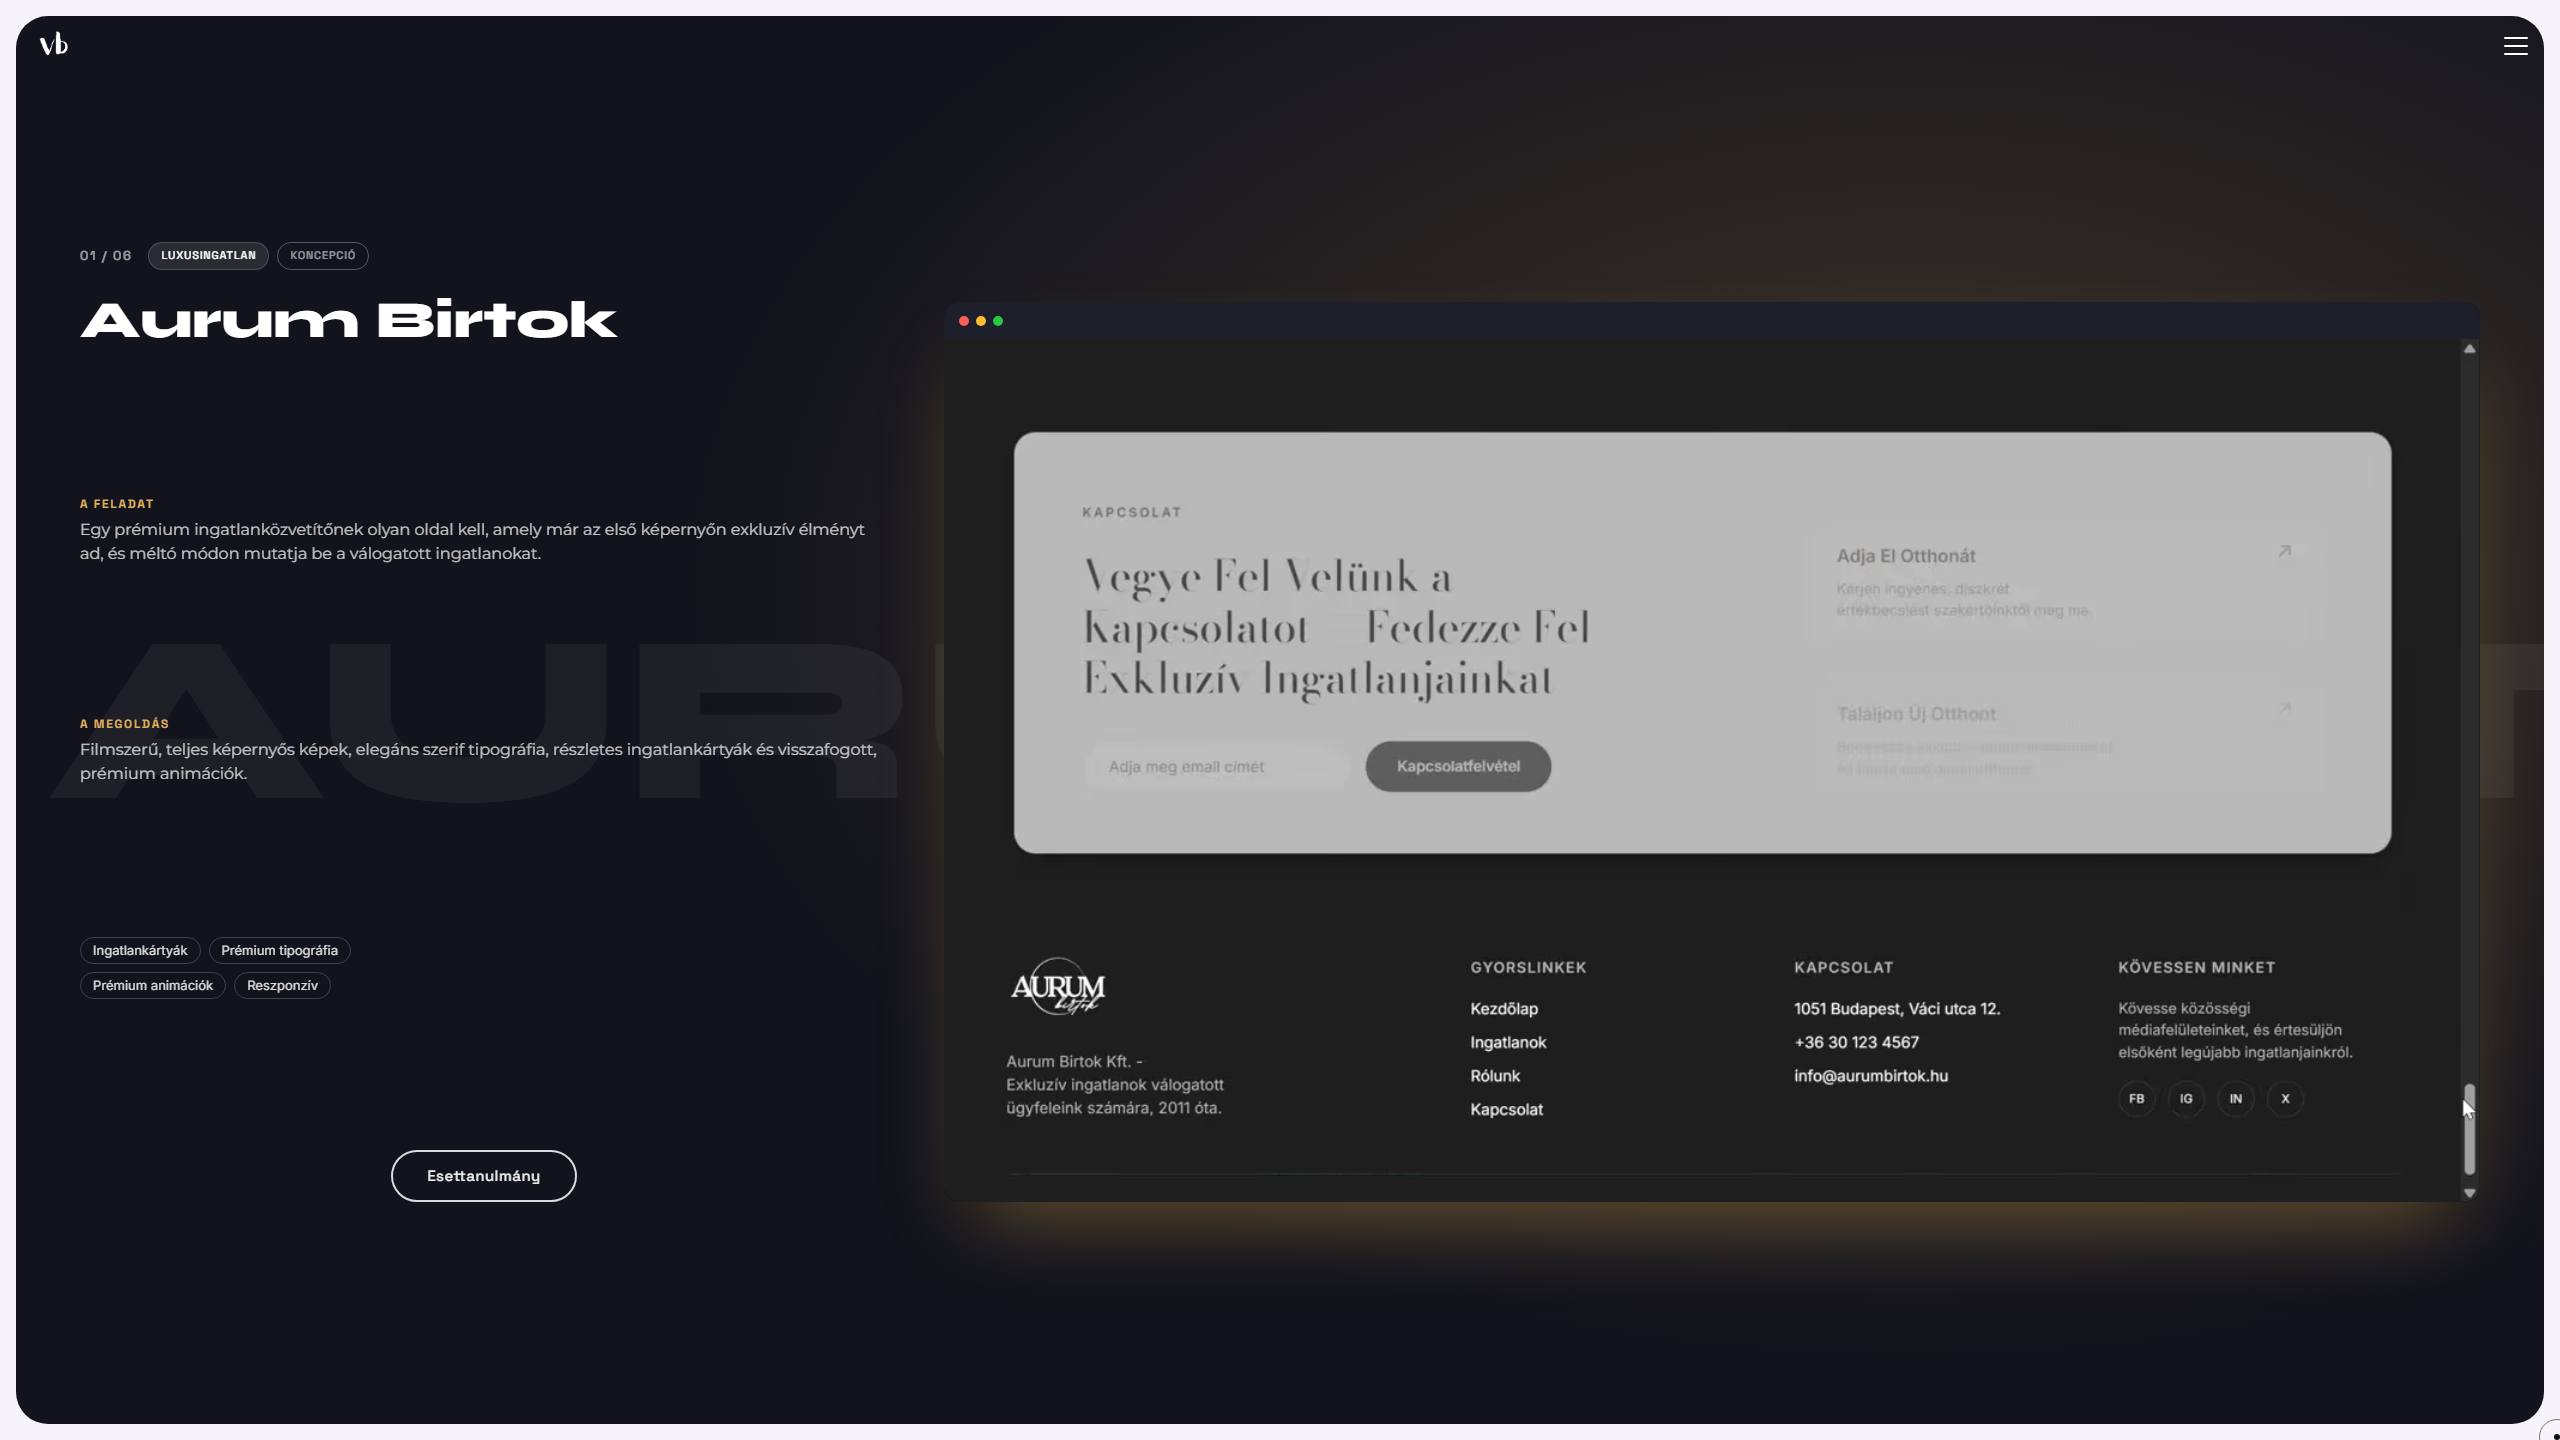 vb
01 / 06
LUXUSINGATLAN
KONCEPCIÓ
Aurum Birtok
A FELADAT
Egy prémium ingatlanközvetítőnek olyan oldal kell, amely már az első képernyőn exkluzív élményt
ad, és méltó módon mutatja be a válogatott ingatlanokat.
A MEGOLDÁS
Filmszerű, teljes képernyős képek, elegáns szerif tipográfia, részletes ingatlankártyák és visszafogott,
prémium animációk.
Ingatlankártyák
Prémium tipográfia
Prémium animációk
Reszponzív
Esettanulmány
KAPCSOLAT
Vegye Fel Velünk a
Kapcsolatot Fedezze Fel
Exkluzív Ingatlanjainkat
Adja meg email címét
Kapcsolatfelvétel
Adja El Otthonát
Kérjen ingyenes, diszkrét
értékbecslést szakértőinktől még ma.
Találjon Új Otthont
AURUM
birtok
Aurum Birtok Kft. -
Exkluzív ingatlanok válogatott
ügyfeleink számára, 2011 óta.
GYORSLINKEK
Kezdőlap
Ingatlanok
Rólunk
Kapcsolat
KAPCSOLAT
1051 Budapest, Váci utca 12.
+36 30 123 4567
info@aurumbirtok.hu
KÖVESSEN MINKET
Kövesse közösségi
médiafelületeinket, és értesüljön
elsőként legújabb ingatlanjainkról.
FB
IG
IN
X